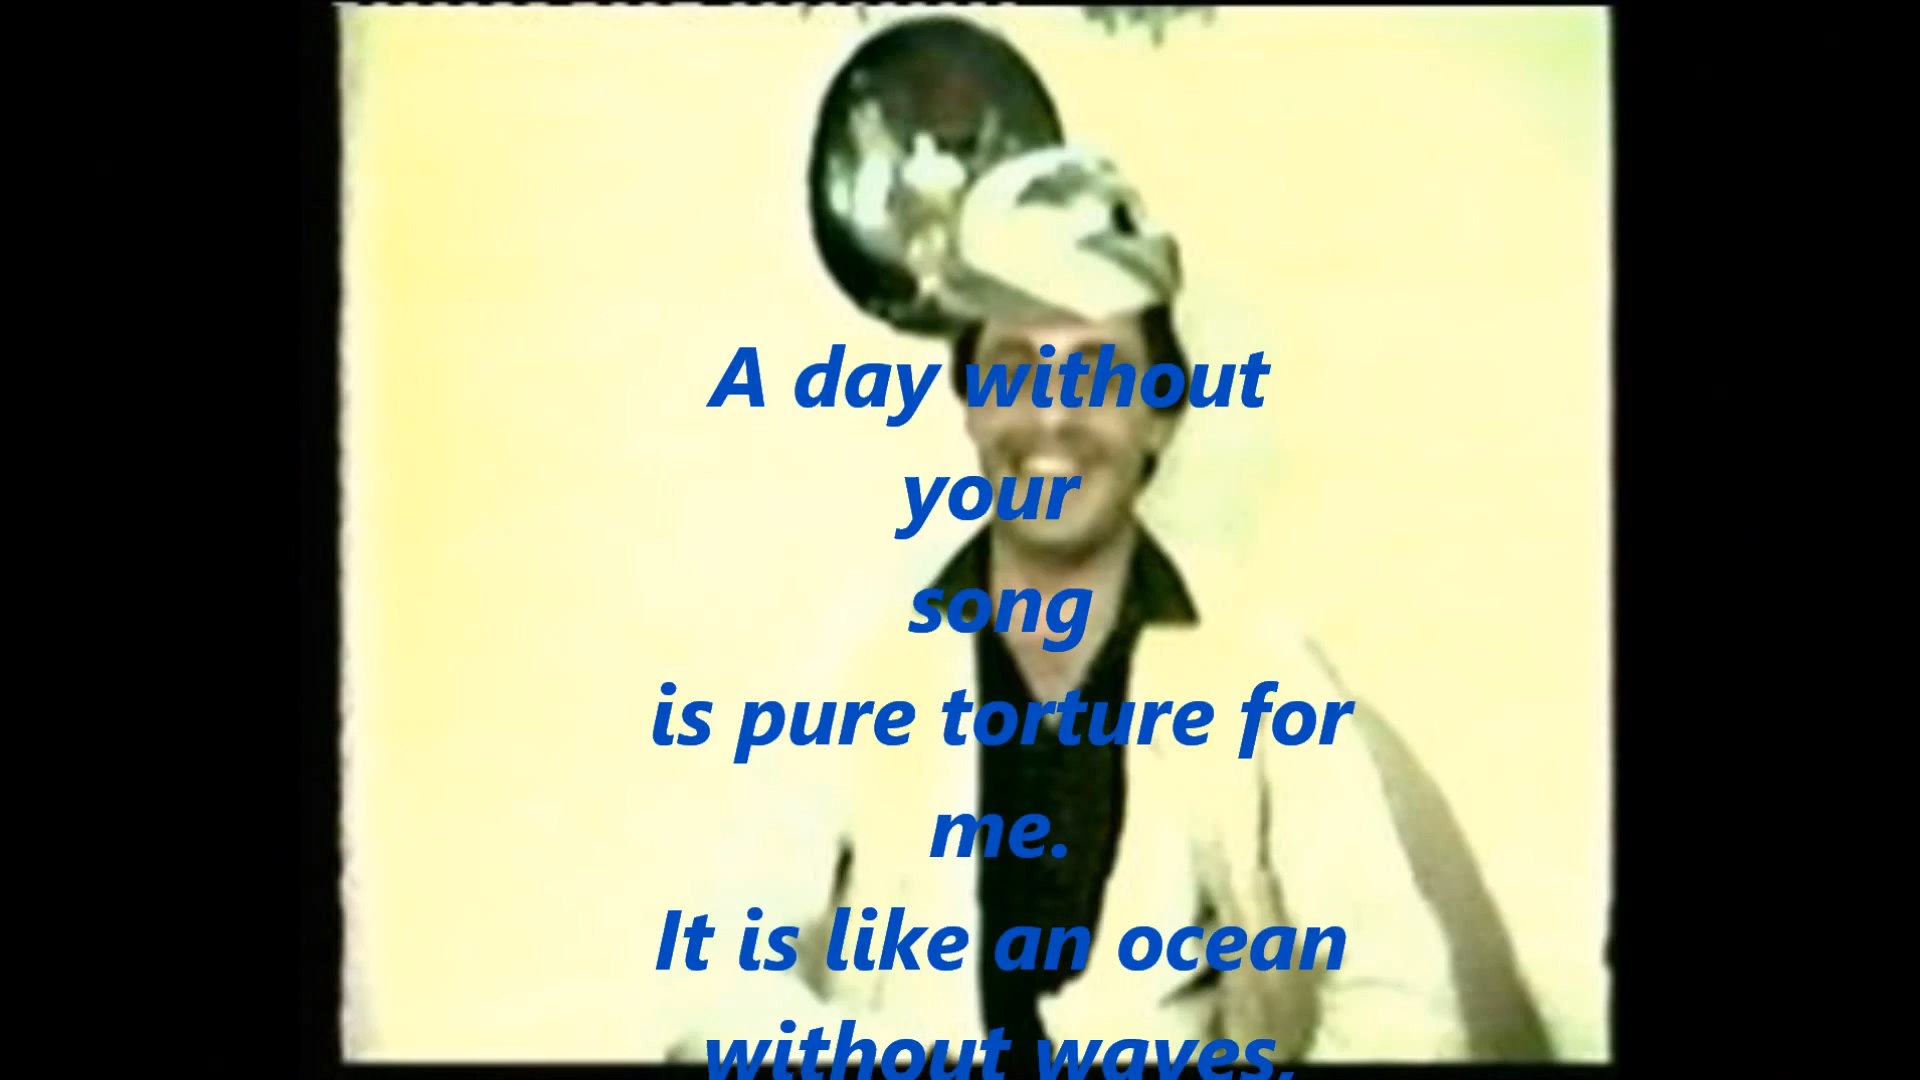 A day without
your
song
is pure torture for
me.
It is like an ocean
without waves,